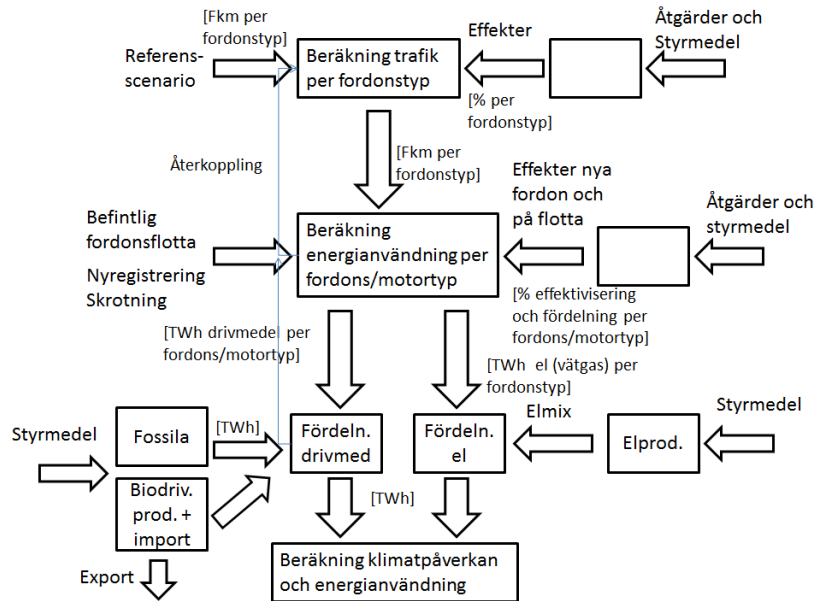 [Fkm per
fordonstyp]
Referens-
scenario
Beräkning trafik
per fordonstyp
Effekter
[% per
fordonstyp]
Åtgärder och
Styrmedel
Återkoppling
[Fkm per
fordonstyp]
Befintlig
fordonsflotta
Nyregistrering
Skrotning
Beräkning
energianvändning per
fordons/motortyp
Effekter nya
fordon och
på flotta
Åtgärder och
styrmedel
[% effektivisering
och fördelning per
fordons/motortyp]
[TWh drivmedel per
fordons/motortyp]
[TWh el (vätgas) per
fordonstyp]
Styrmedel
Fossila
[TWh]
Fördeln.
drivmed
Fördeln.
el
Elmix
Elprod.
Styrmedel
Biodriv.
prod. +
import
[TWh]
Export
Beräkning klimatpåverkan
och energianvändning